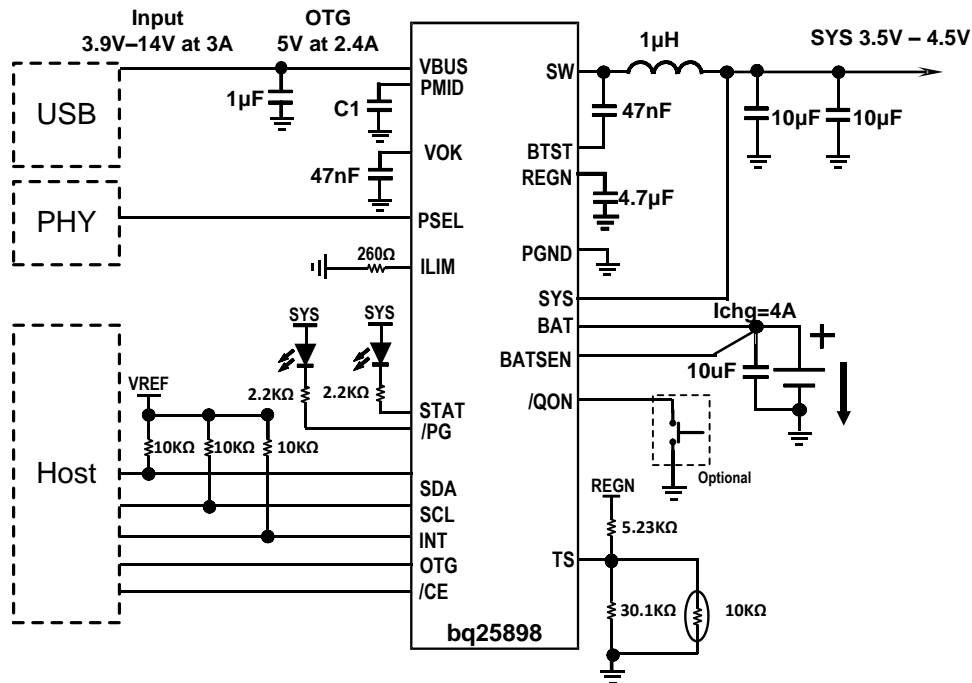 Input
3.9V–14V at 3A
OTG
5V at 2.4A
USB
1µF
C1
VBUS
PMID
VOK
47nF
PHY
PSEL
260Ω
ILIM
SYS
SYS
2.2KΩ
2.2KΩ
STAT
/PG
VREF
10KΩ
10KΩ
10KΩ
Host
SDA
SCL
INT
OTG
/CE
bq25898
SW
1µH
SYS 3.5V – 4.5V
47nF
10µF
10µF
BTST
REGN
4.7µF
PGND
SYS
Ichg=4A
BAT
BATSEN
10uF
+
/QON
Optional
REGN
5.23KΩ
TS
30.1KΩ
10KΩ